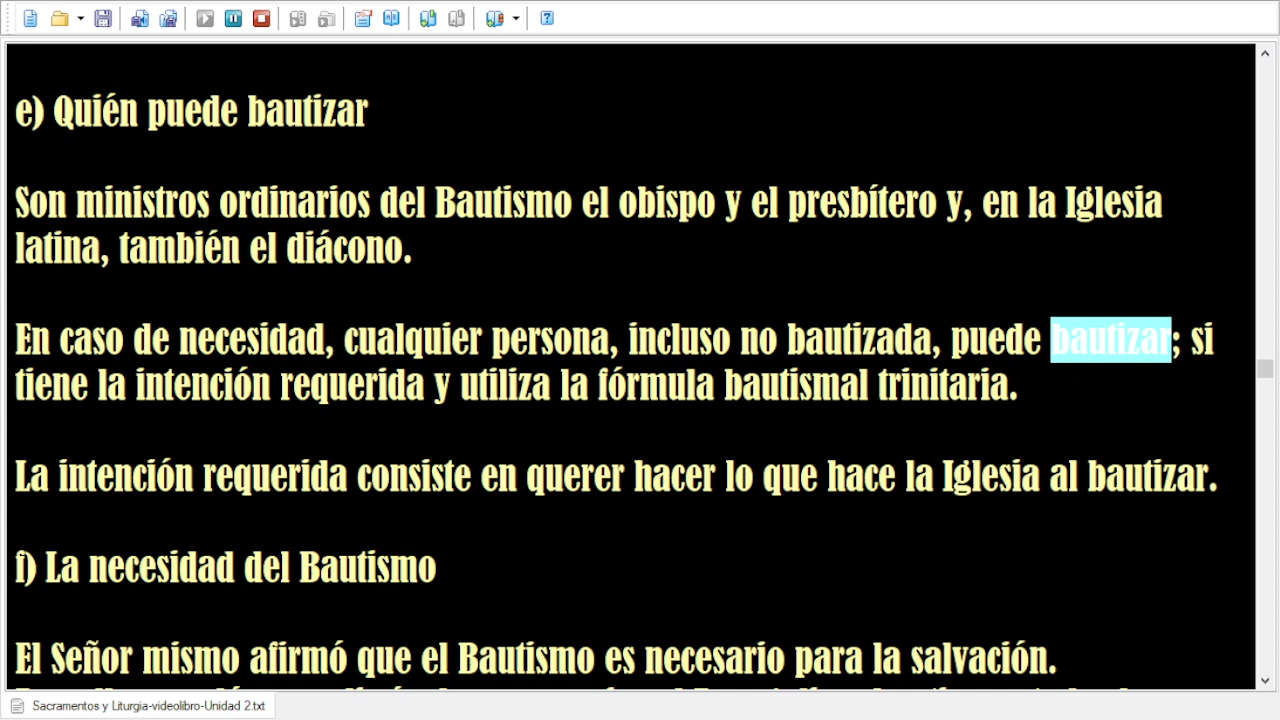 e) Quién puede bautizar
Son ministros ordinarios del Bautismo el obispo y el presbítero y, en la Iglesia
latina, también el diácono.
En caso de necesidad, cualquier persona, incluso no bautizada, puede bautizar; si
tiene la intención requerida y utiliza la fórmula bautismal trinitaria.
La intención requerida consiste en querer hacer lo que hace la Iglesia al bautizar.
f) La necesidad del Bautismo
El Señor mismo afirmó que el Bautismo es necesario para la salvación.
Sacramentos y Liturgia-videolibro-Unidad 2.txt